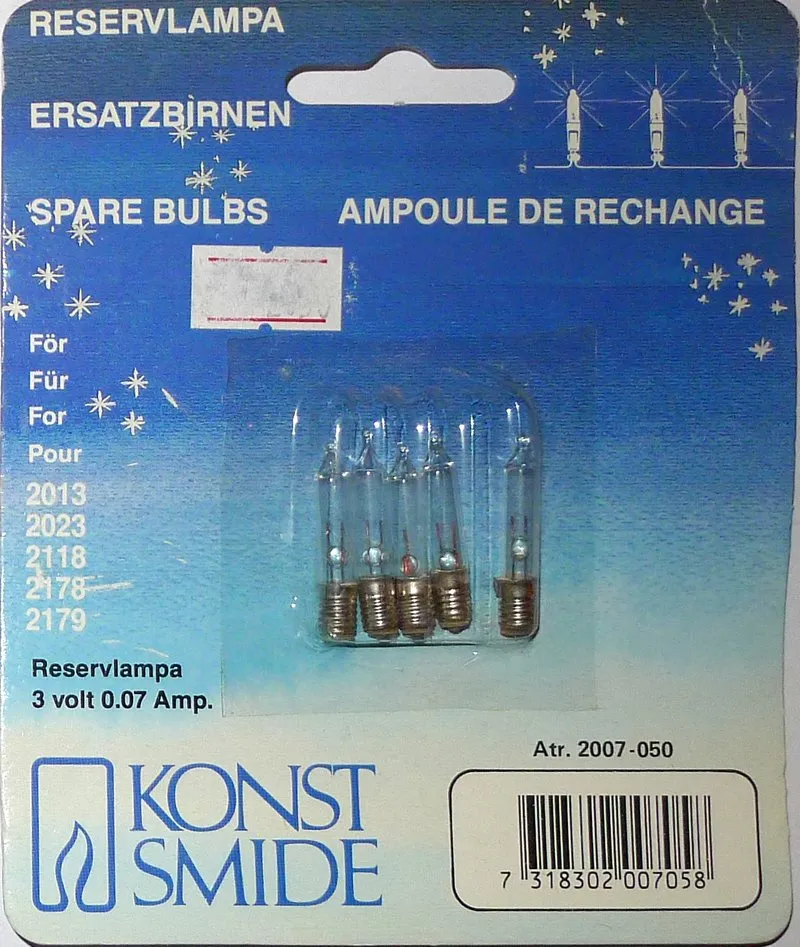 RESERVLAMPA
ERSATZBIRNEN
SPARE BULBS
AMPOULE DE RECHANGE
För
Für
For
Pour
2013
2023
2118
2178
2179
Reservlampa
3 volt 0.07 Amp.
KONST
SMIDE
Atr. 2007-050
7 318302 007058